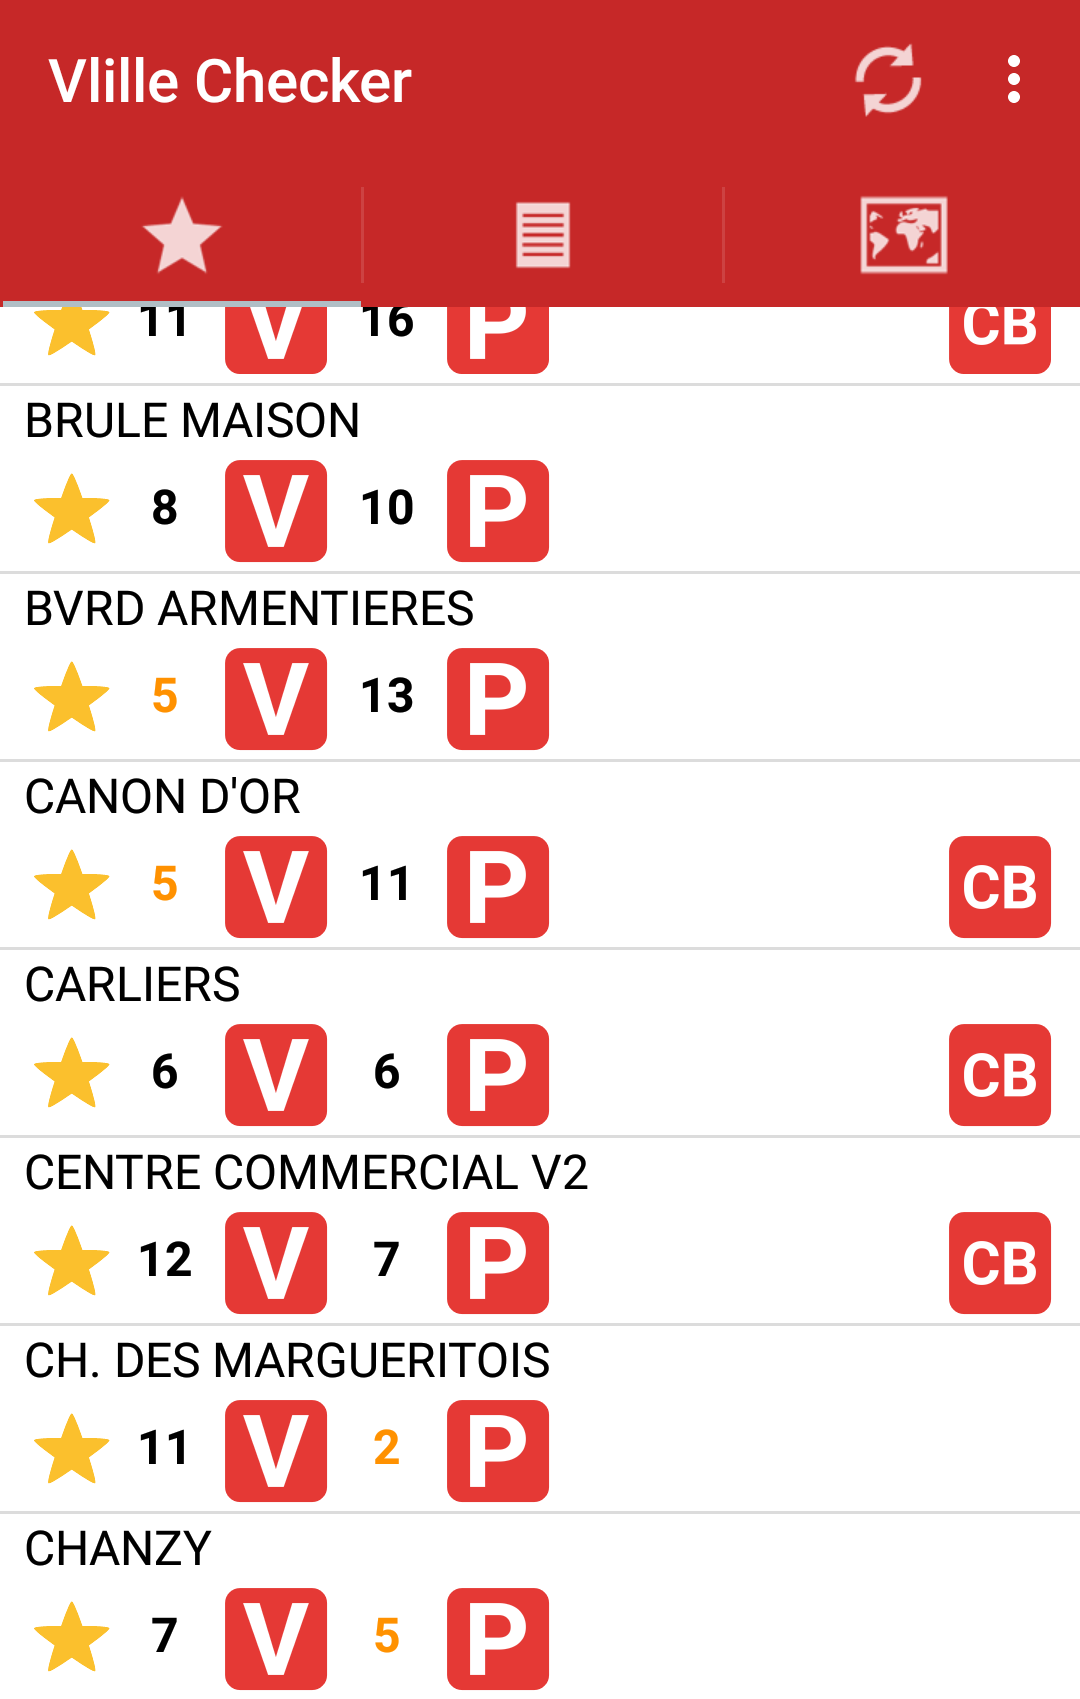 Vlille Checker
11 V 16 P CB
BRULE MAISON
8 V 10 P
BVRD ARMENTIERES
5 V 13 P
CANON D'OR
5 V 11 P CB
CARLIERS
6 V 6 P CB
CENTRE COMMERCIAL V2
12 V 7 P CB
CH. DES MARGUERITOIS
11 V 2 P
CHANZY
7 V 5 P